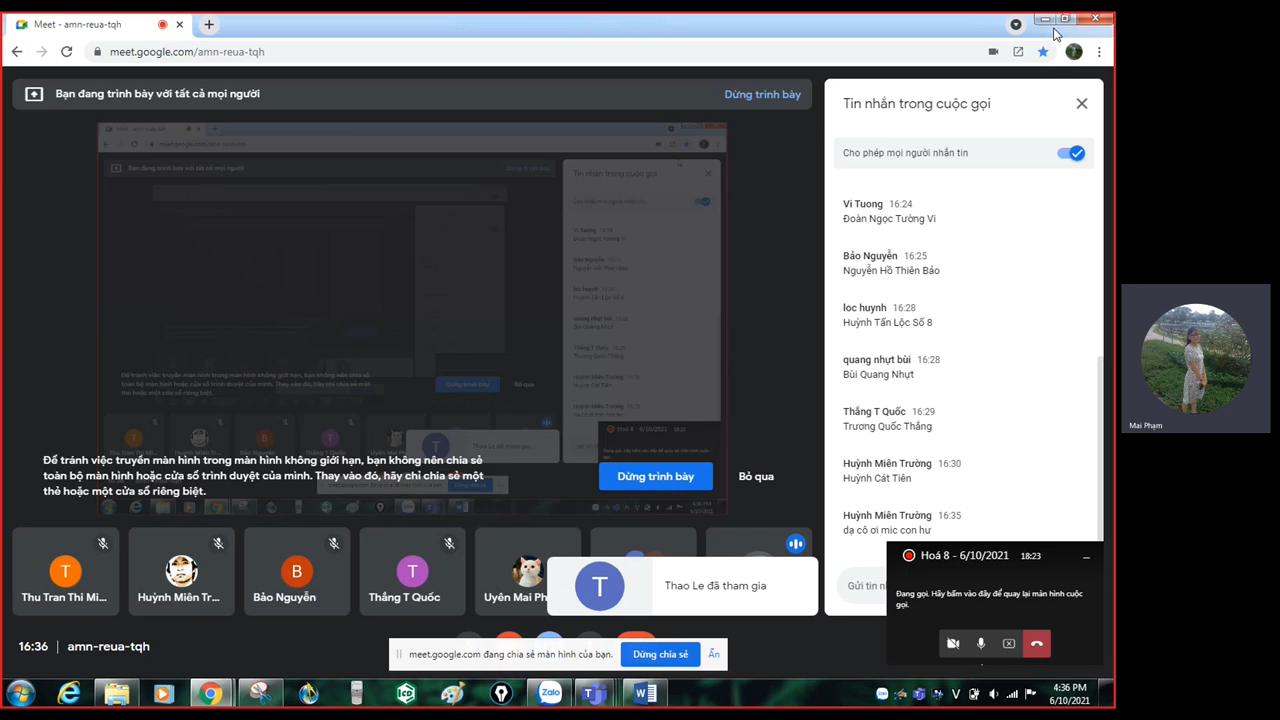 Meet - amn-reua-tqh
meet.google.com/amn-reua-tqh
Bạn đang trình bày với tất cả mọi người
Dừng trình bày
Để tránh việc truyền màn hình trong màn hình không giới hạn, bạn không nên chia sẻ
toàn bộ màn hình hoặc cửa sổ trình duyệt của mình. Thay vào đó, hãy chỉ chia sẻ một
thẻ hoặc một cửa sổ riêng biệt.
Dừng trình bày
Bỏ qua
Thu Tran Thi Mi...
Huỳnh Miên Tr...
Bảo Nguyễn
Thắng T Quốc
Uyên Mai Ph
T
B
T
T
Thao Le đã tham gia
16:36 | amn-reua-tqh
meet.google.com đang chia sẻ màn hình của bạn.
Dừng chia sẻ
Ẩn
Tin nhắn trong cuộc gọi
Cho phép mọi người nhắn tin
Vi Tuong 16:24
Đoàn Ngọc Tường Vi
Bảo Nguyễn 16:25
Nguyễn Hồ Thiên Bảo
loc huynh 16:28
Huỳnh Tấn Lộc Số 8
quang nhựt bùi 16:28
Bùi Quang Nhựt
Thắng T Quốc 16:29
Trương Quốc Thắng
Huỳnh Miên Trường 16:30
Huỳnh Cát Tiên
Huỳnh Miên Trường 16:35
dạ cô ơi mic con hư
Gửi tin
Hoá 8 - 6/10/2021 18:23
Đang gọi. Hãy bấm vào đây để quay lại màn hình cuộc
gọi.
Mai Phạm
Zalo
4:36 PM
6/10/2021